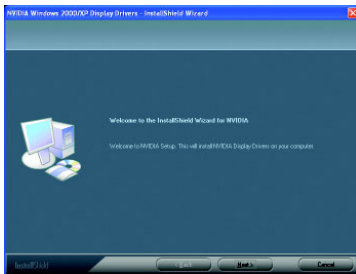 NVIDIA Windows 2000/XP Display Drivers - InstallShield Wizard
Welcome to the InstallShield Wizard for NVIDIA
Welcome to NVIDIA Setup. This will install NVIDIA Display Drivers on your computer.
InstallShield
< Back Next > Cancel